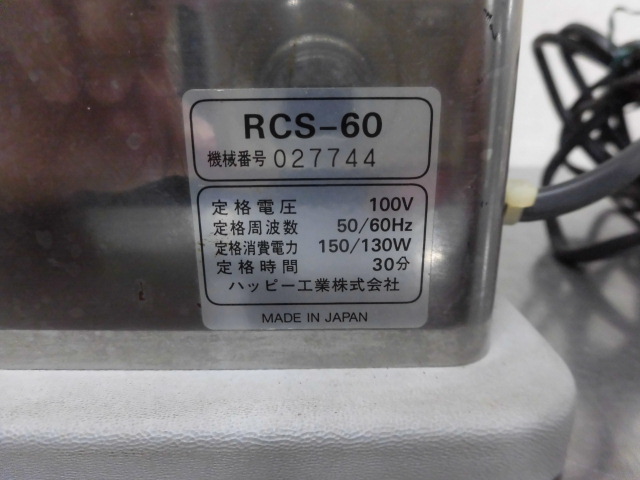 RCS-60
機械番号 027744
定格電圧 100V
定格周波数 50/60Hz
定格消費電力 150/130W
定格時間 30分
ハッピー工業株式会社
MADE IN JAPAN